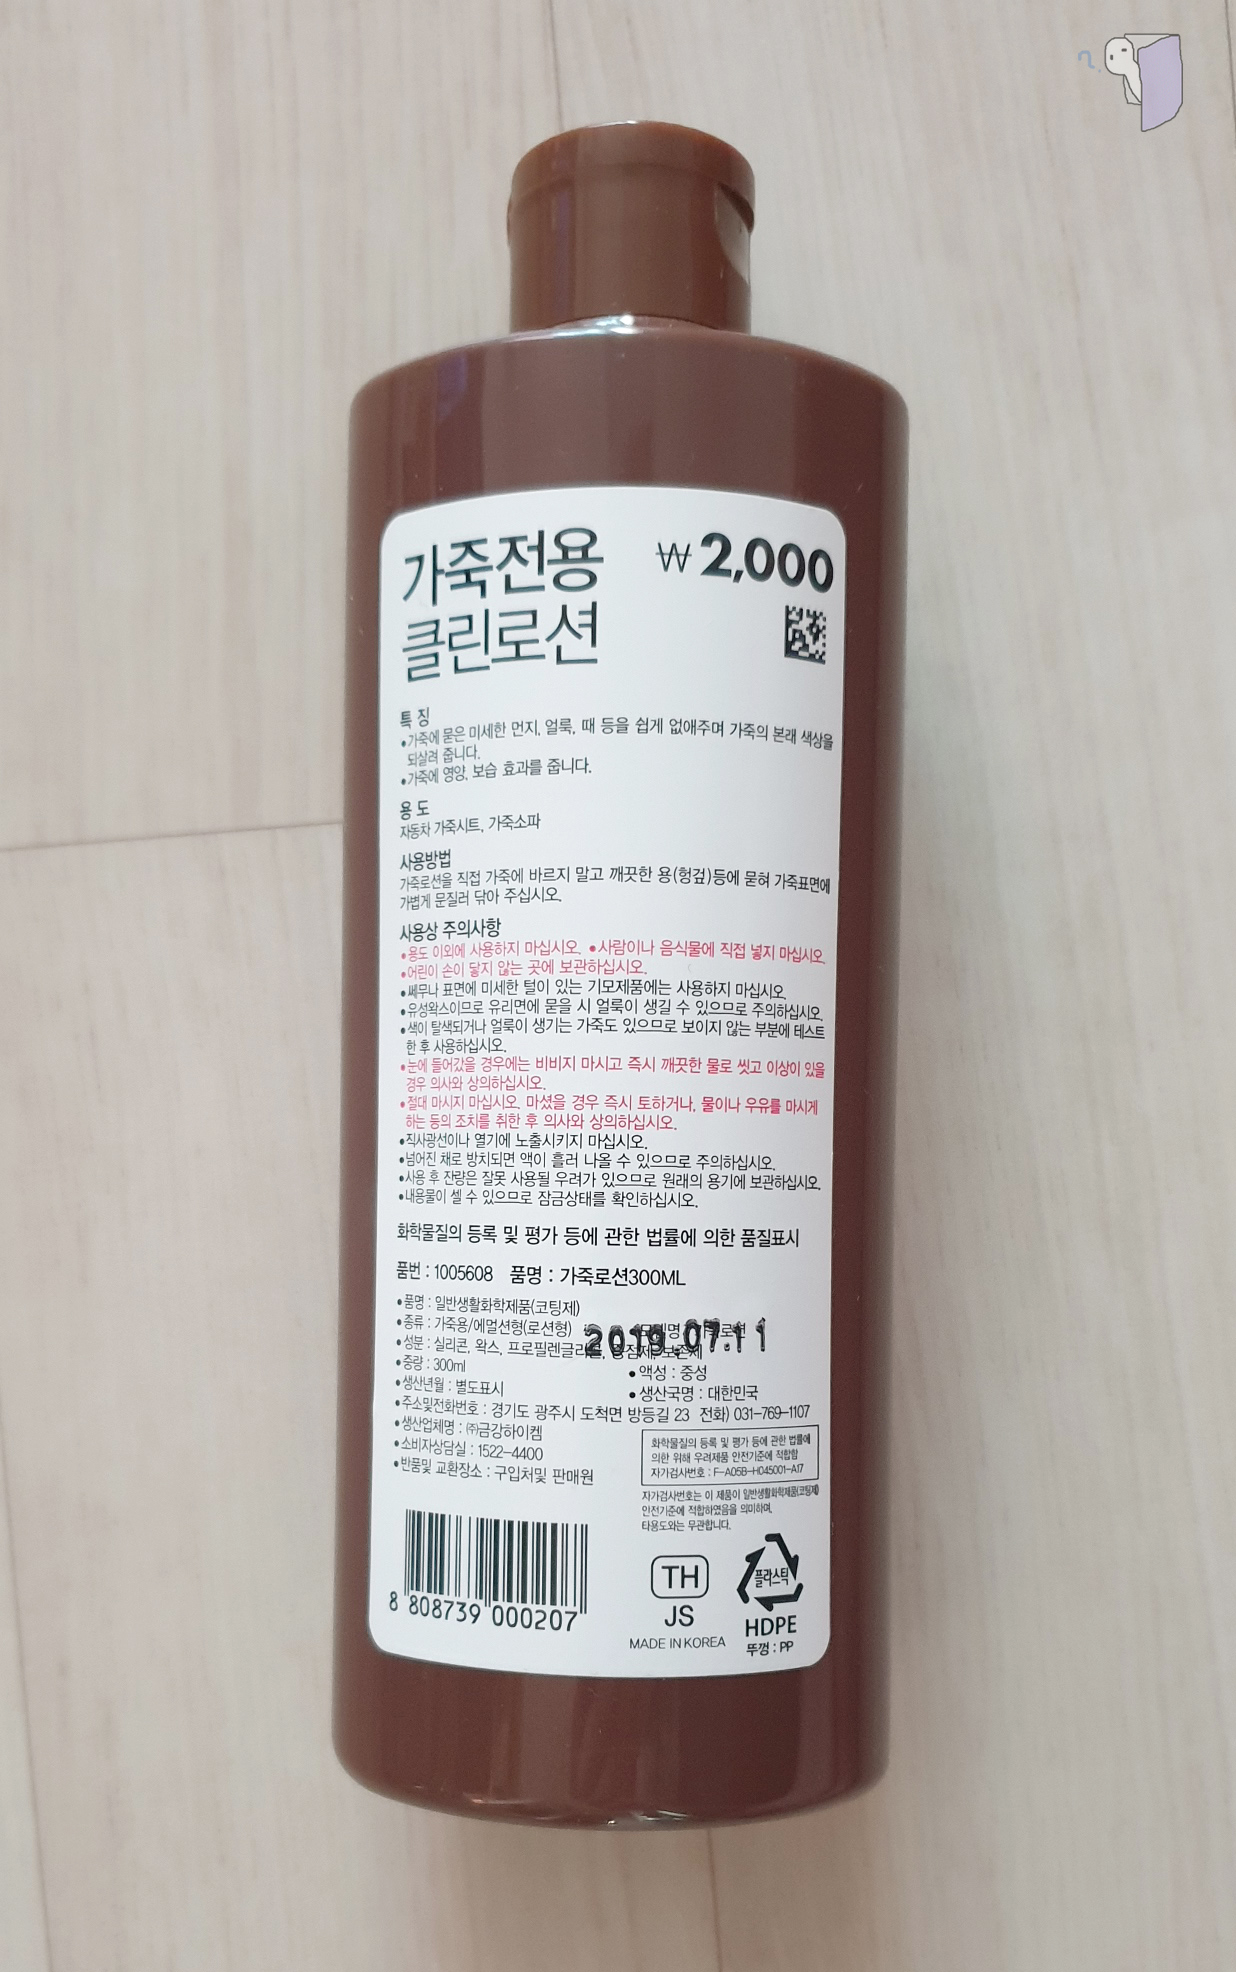 가죽전용
클린로션
₩2,000
특 징
•가죽에 묻은 미세한 먼지, 얼룩, 때 등을 쉽게 없애주며 가죽의 본래 색상을
되살려 줍니다.
•가죽에 영양, 보습 효과를 줍니다.
용 도
자동차 가죽시트, 가죽소파
사용방법
가죽로션을 직접 가죽에 바르지 말고 깨끗한 융(헝겊)등에 묻혀 가죽표면에
가볍게 문질러 닦아 주십시오.
사용상 주의사항
•용도 이외에 사용하지 마십시오. •사람이나 음식물에 직접 넣지 마십시오.
•어린이 손이 닿지 않는 곳에 보관하십시오.
•쎄무나 표면에 미세한 털이 있는 기모제품에는 사용하지 마십시오.
•유성왁스이므로 유리면에 묻을 시 얼룩이 생길 수 있으므로 주의하십시오.
•색이 탈색되거나 얼룩이 생기는 가죽도 있으므로 보이지 않는 부분에 테스트
한 후 사용하십시오.
•눈에 들어갔을 경우에는 비비지 마시고 즉시 깨끗한 물로 씻고 이상이 있을
경우 의사와 상의하십시오.
•절대 마시지 마십시오. 마셨을 경우 즉시 토하거나, 물이나 우유를 마시게
하는 등의 조치를 취한 후 의사와 상의하십시오.
•직사광선이나 열기에 노출시키지 마십시오.
•넘어진 채로 방치되면 액이 흘러 나올 수 있으므로 주의하십시오.
•사용 후 잔량은 잘못 사용될 우려가 있으므로 원래의 용기에 보관하십시오.
•내용물이 셀 수 있으므로 잠금상태를 확인하십시오.
화학물질의 등록 및 평가 등에 관한 법률에 의한 품질표시
품번 : 1005608 품명 : 가죽로션300ML
•품명 : 일반생활화학제품(코팅제)
•종류 : 가죽용/에멀션형(로션형)
2019.07.11
•성분 : 실리콘, 왁스, 프로필렌글리콜, 증점제, 보존제
•중량 : 300ml
•액성 : 중성
•생산년월 : 별도표시
•생산국명 : 대한민국
•주소및전화번호 : 경기도 광주시 도척면 방등길 23 전화) 031-769-1107
•생산업체명 : ㈜금강하이켐
•소비자상담실 : 1522-4400
•반품및 교환장소 : 구입처및 판매원
화학물질의 등록 및 평가 등에 관한 법률에
의한 위해 우려제품 안전기준에 적합함
자가검사번호 : F-A05B-H045001-A17
자가검사번호는 이 제품이 일반생활화학제품(코팅제)
안전기준에 적합하였음을 의미하며,
타용도와는 무관합니다.
8 808739 000207
TH
JS
MADE IN KOREA
플라스틱
HDPE
뚜껑 : PP